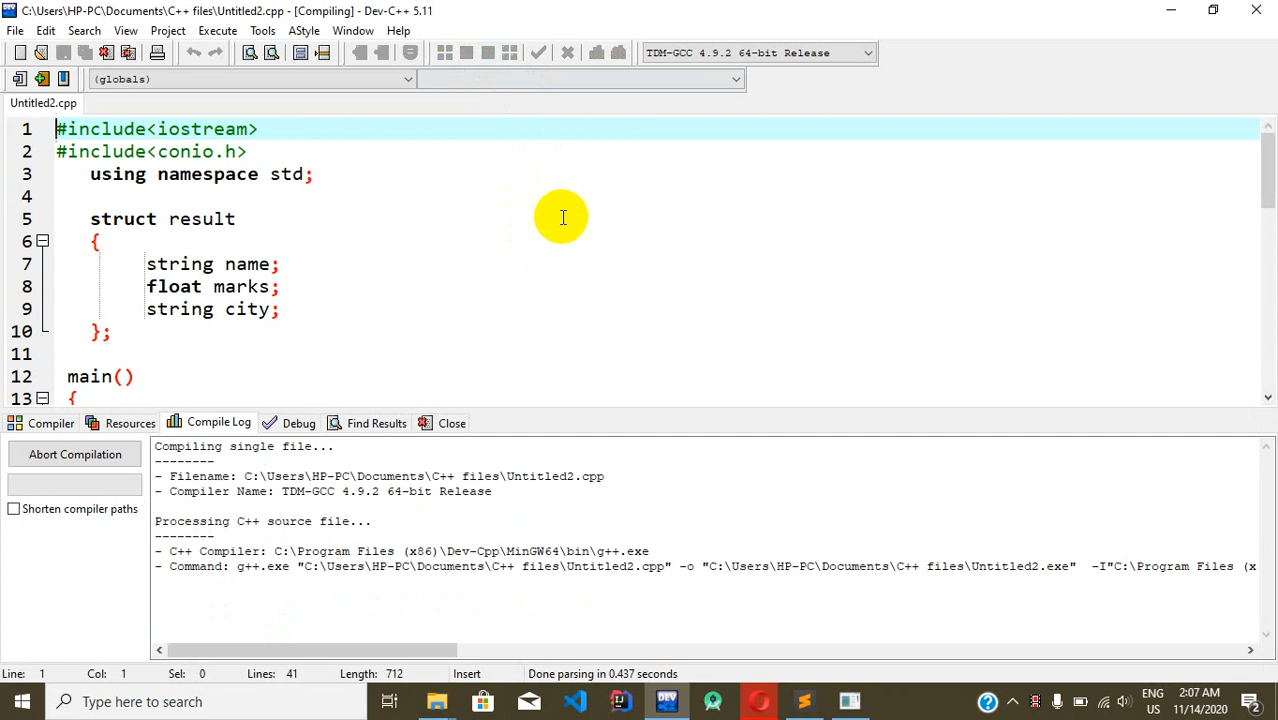 C:\Users\HP-PC\Documents\C++ files\Untitled2.cpp - [Compiling] - Dev-C++ 5.11
File Edit Search View Project Execute Tools AStyle Window Help
TDM-GCC 4.9.2 64-bit Release
(globals)
Untitled2.cpp
1 #include<iostream>
2 #include<conio.h>
3 using namespace std;
4
5 struct result
6 {
7 string name;
8 float marks;
9 string city;
10 };
11
12 main()
13 {
Compiler Resources Compile Log Debug Find Results Close
Abort Compilation
Shorten compiler paths
Compiling single file...
--------
- Filename: C:\Users\HP-PC\Documents\C++ files\Untitled2.cpp
- Compiler Name: TDM-GCC 4.9.2 64-bit Release
Processing C++ source file...
--------
- C++ Compiler: C:\Program Files (x86)\Dev-Cpp\MinGW64\bin\g++.exe
- Command: g++.exe "C:\Users\HP-PC\Documents\C++ files\Untitled2.cpp" -o "C:\Users\HP-PC\Documents\C++ files\Untitled2.exe" -I"C:\Program Files (x
Line: 1 Col: 1 Sel: 0 Lines: 41 Length: 712 Insert Done parsing in 0.437 seconds
Type here to search
DEV
ENG
US
2:07 AM
11/14/2020
2